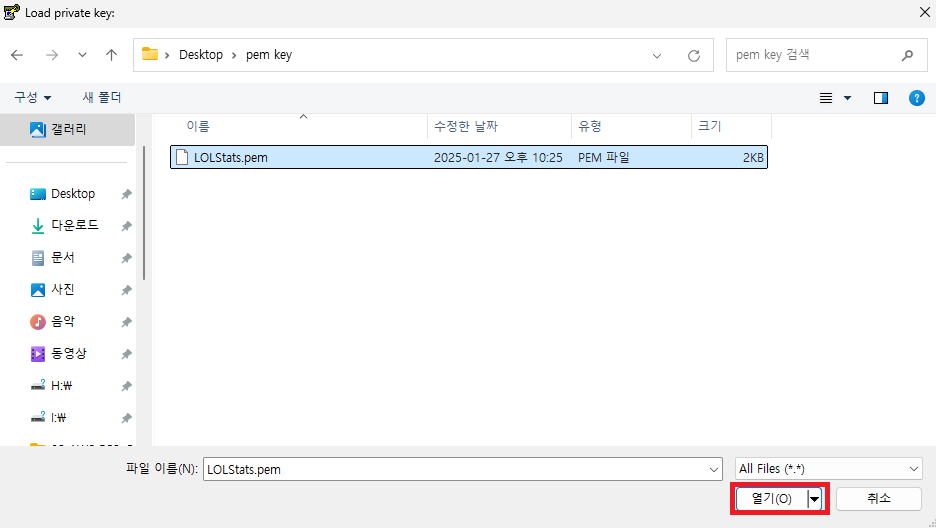 Load private key:
Desktop > pem key
pem key 검색
구성
새 폴더
갤러리
Desktop
다운로드
문서
사진
음악
동영상
H:₩
I:₩
이름
수정한 날짜
유형
크기
LOLStats.pem
2025-01-27 오후 10:25
PEM 파일
2KB
파일 이름(N):
LOLStats.pem
All Files (*.*)
열기(O)
취소